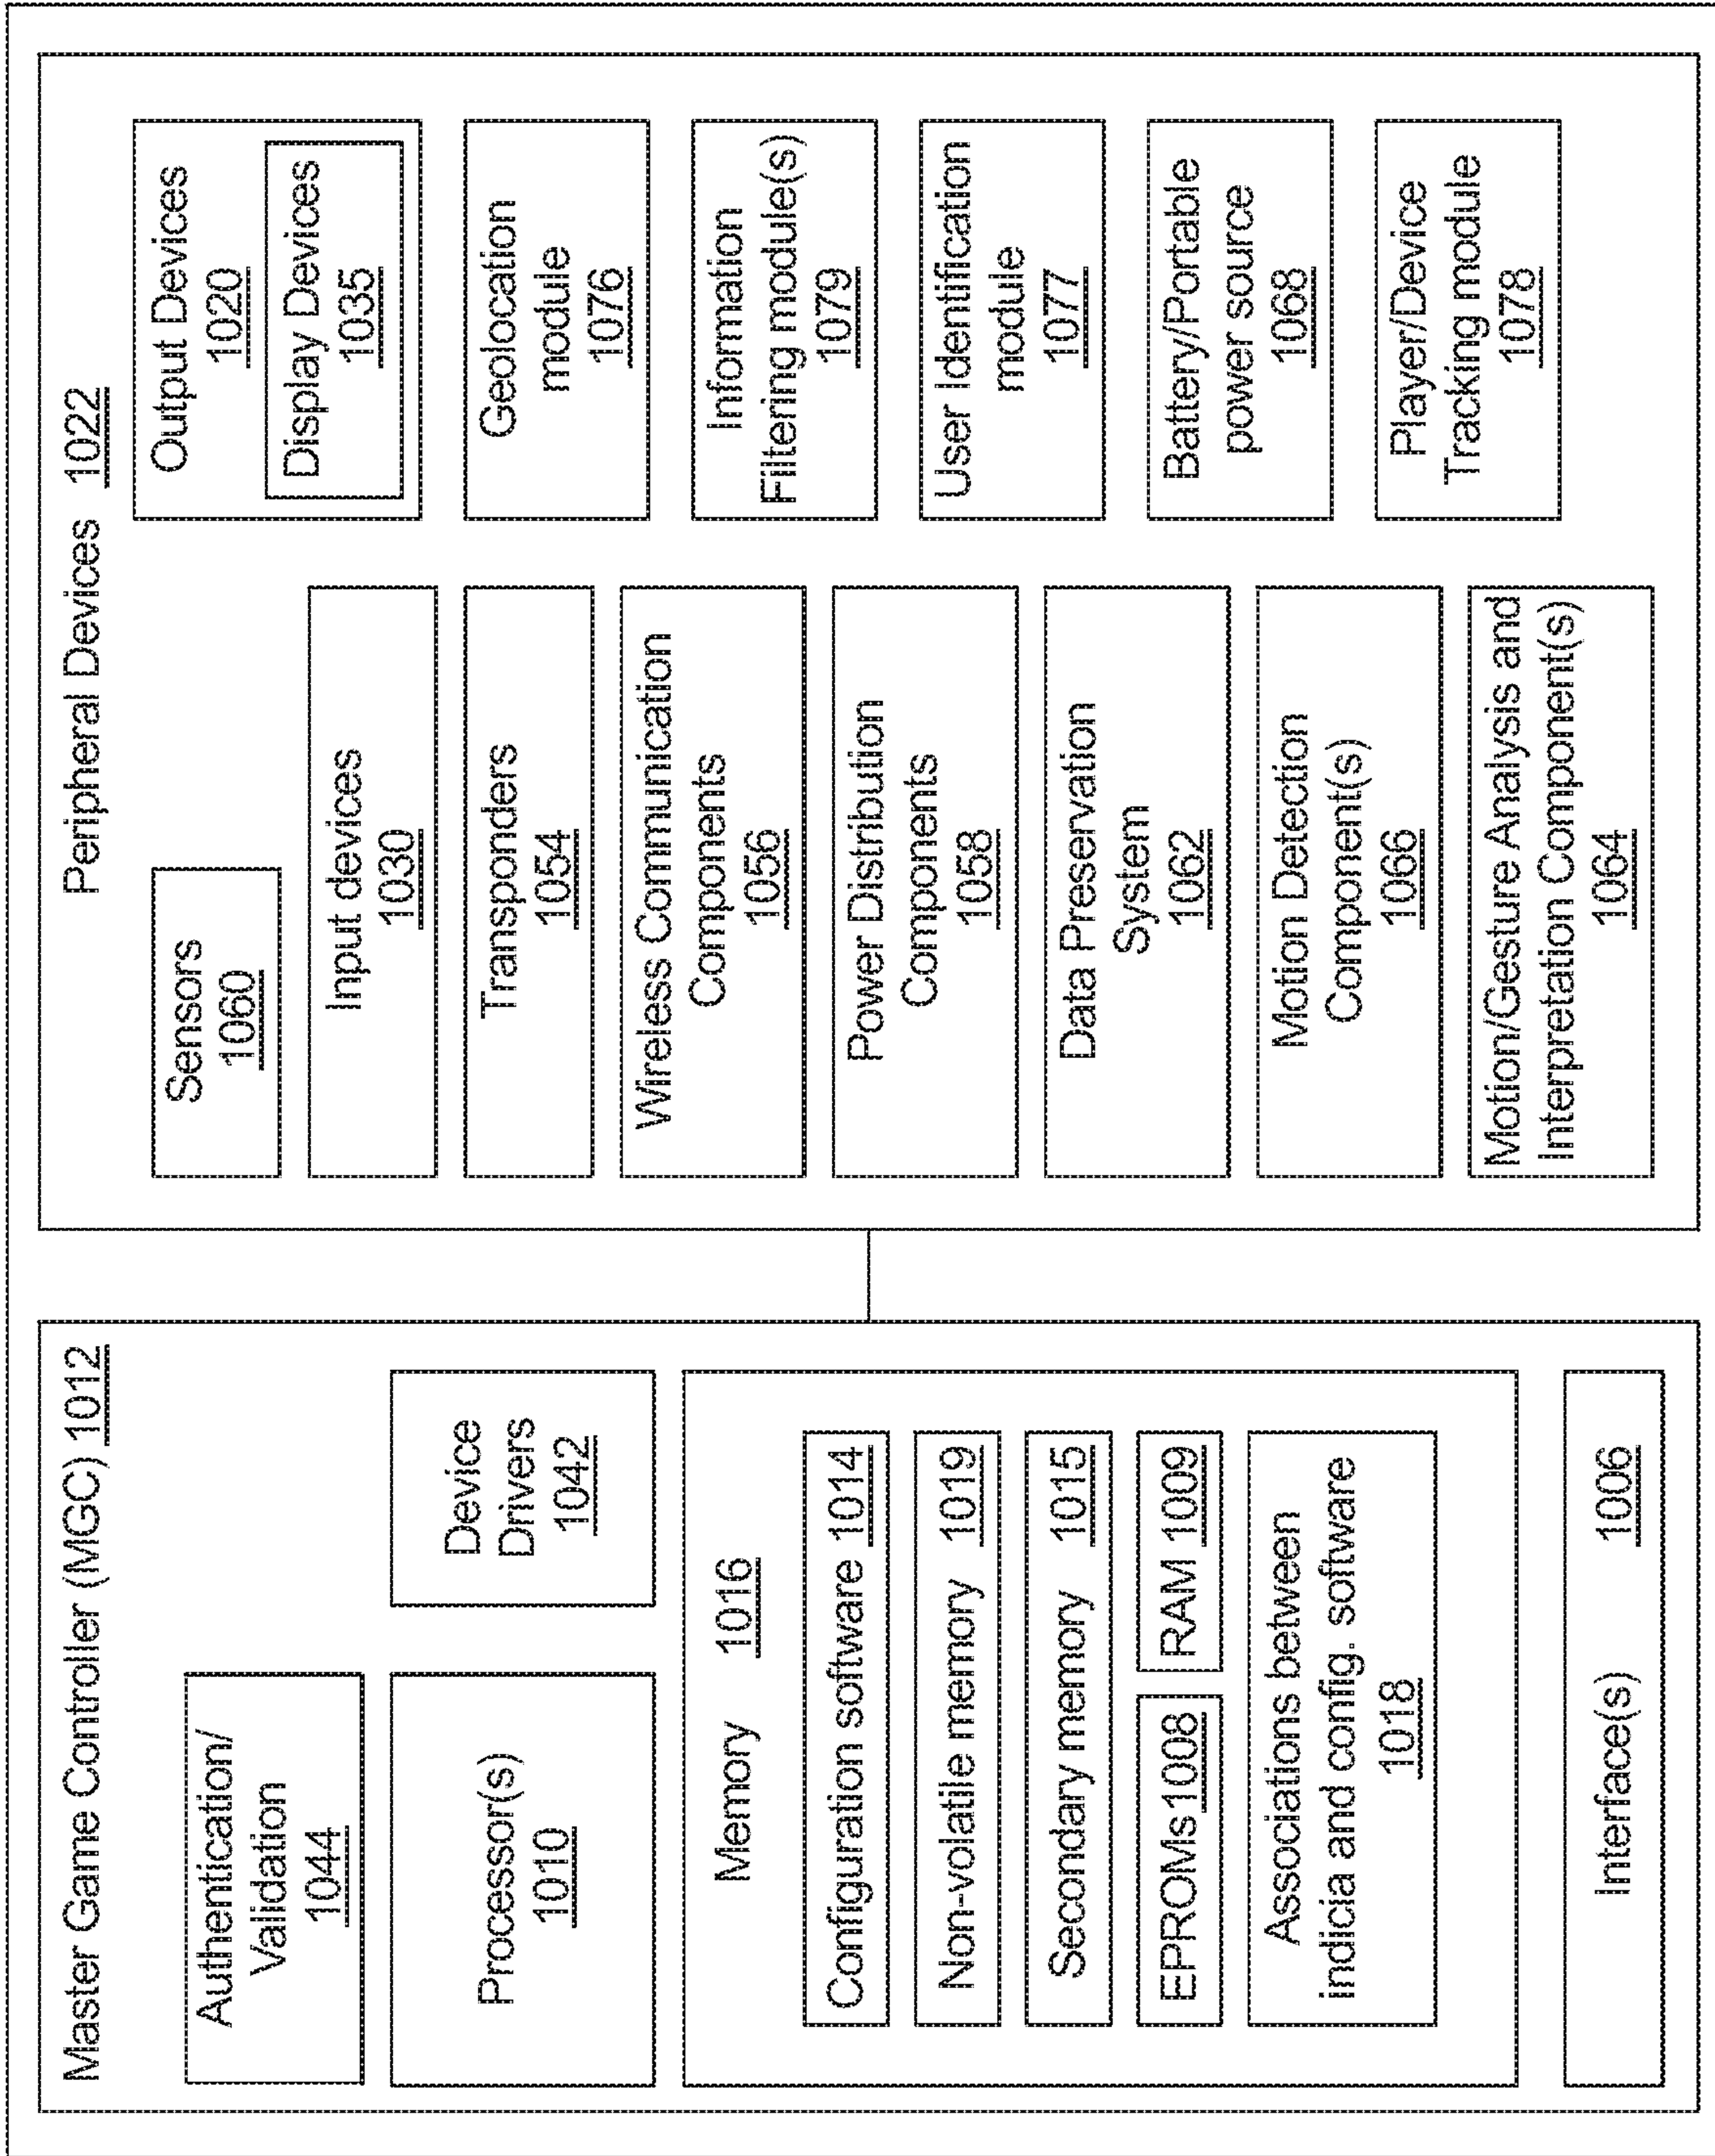 Master Game Controller (MGC) 1012
Authentication/
Validation
1044
Processor(s)
1010
Device
Drivers
1042
Memory 1016
Configuration software 1014
Non-volatile memory 1019
Secondary memory 1015
EPROMs 1008
RAM 1009
Associations between
indicia and config. software
1018
Interface(s) 1006
Peripheral Devices 1022
Sensors
1060
Input devices
1030
Transponders
1054
Wireless Communication
Components
1056
Power Distribution
Components
1058
Data Preservation
System
1062
Motion Detection
Component(s)
1066
Motion/Gesture Analysis and
Interpretation Component(s)
1064
Output Devices
1020
Display Devices
1035
Geolocation
module
1076
Information
Filtering module(s)
1079
User Identification
module
1077
Battery/Portable
power source
1068
Player/Device
Tracking module
1078